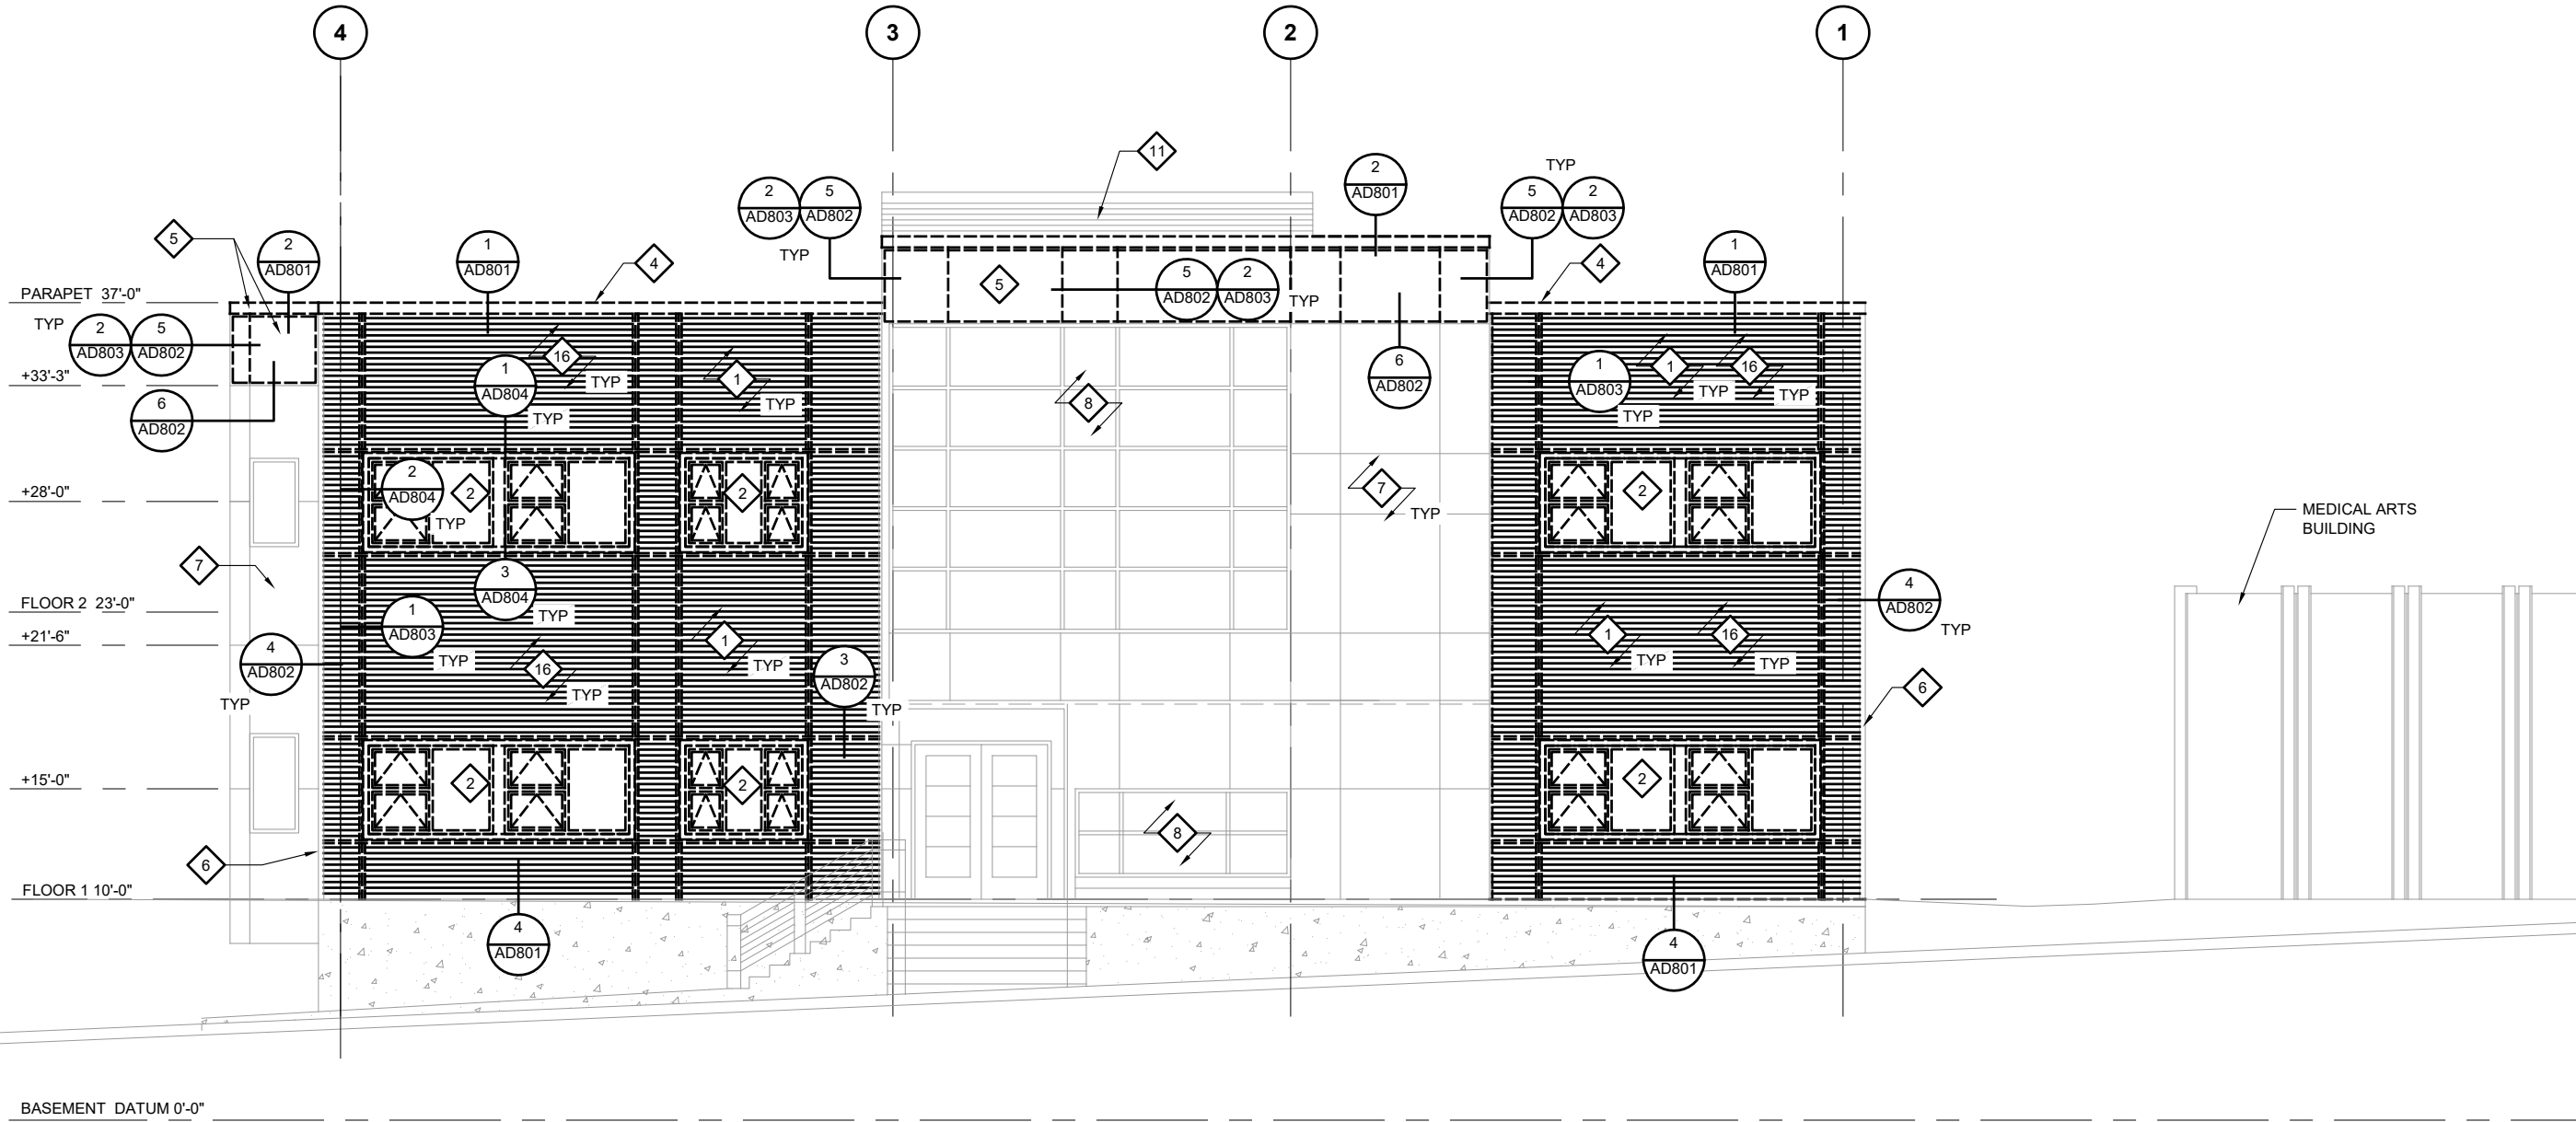 4
3
2
1
11
TYP
2
AD803
5
AD802
TYP
2
AD801
5
AD802
2
AD803
5
2
AD801
1
AD801
4
4
1
AD801
5
5
AD802
2
AD803
TYP
PARAPET 37'-0"
TYP
2
AD803
5
AD802
+33'-3"
6
AD802
16
TYP
1
AD804
TYP
1
TYP
8
6
AD802
1
AD803
TYP
1
TYP
16
TYP
+28'-0"
2
AD804
TYP
2
2
7
TYP
2
MEDICAL ARTS
BUILDING
7
3
AD804
TYP
FLOOR 2 23'-0"
+21'-6"
1
AD803
TYP
4
AD802
TYP
16
TYP
1
TYP
3
AD802
TYP
1
TYP
16
TYP
4
AD802
TYP
6
+15'-0"
2
2
8
2
6
FLOOR 1 10'-0"
4
AD801
4
AD801
BASEMENT DATUM 0'-0"